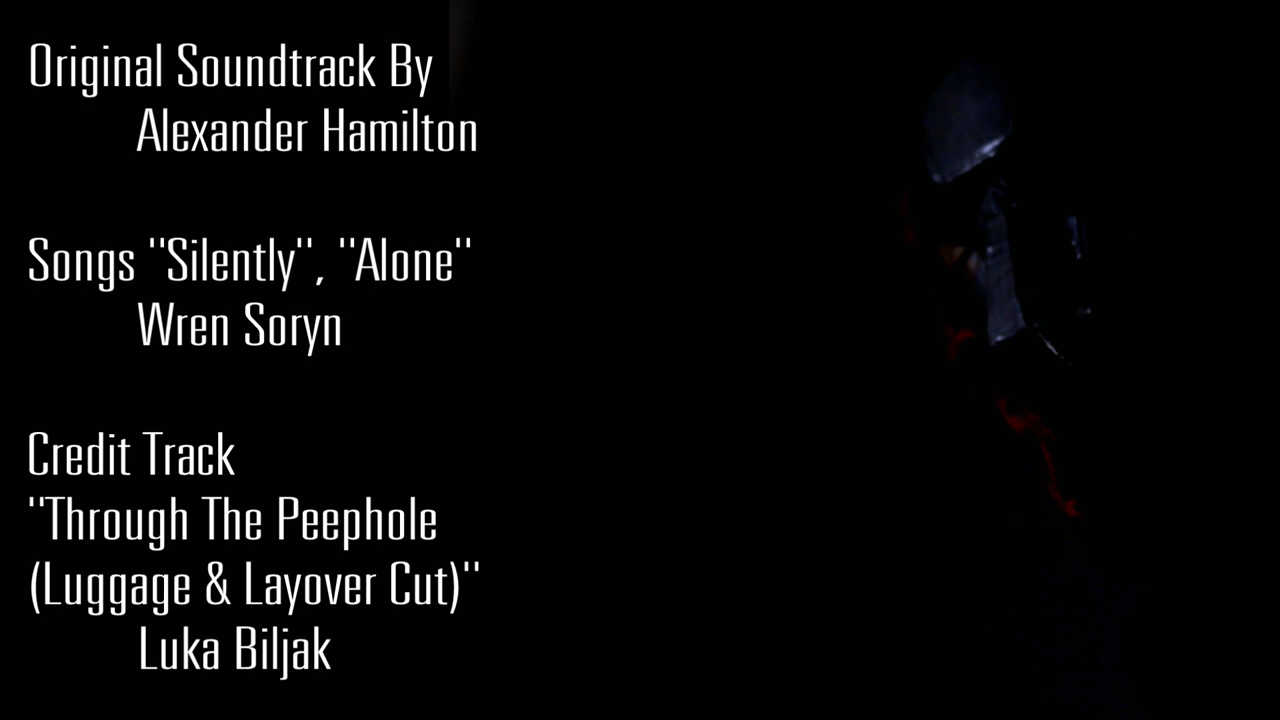 Original Soundtrack By
Alexander Hamilton
Songs "Silently", "Alone"
Wren Soryn
Credit Track
"Through The Peephole
(Luggage & Layover Cut)"
Luka Biljak